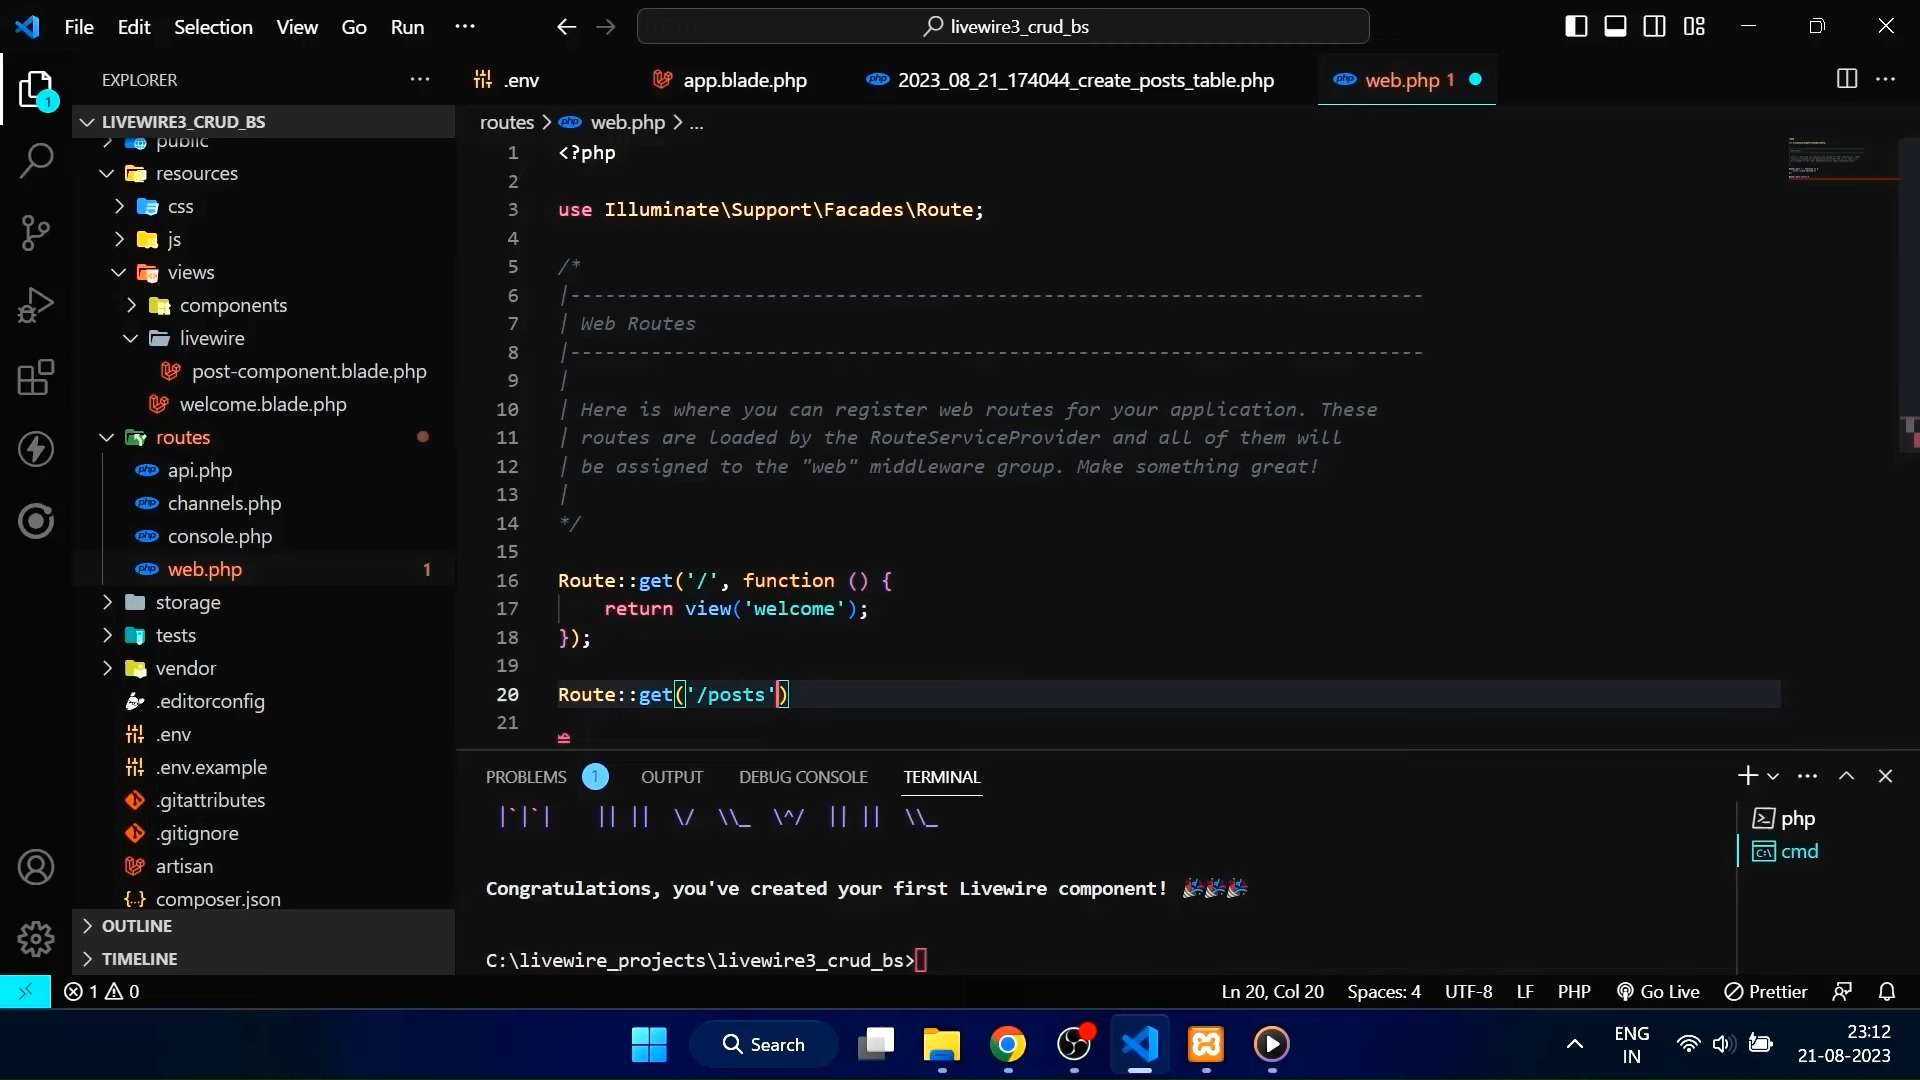 File Edit Selection View Go Run ···
livewire3_crud_bs
EXPLORER ···
.env app.blade.php 2023_08_21_174044_create_posts_table.php web.php 1
LIVEWIRE3_CRUD_BS
routes > web.php > ...
public
resources
css
js
views
components
livewire
post-component.blade.php
welcome.blade.php
routes
api.php
channels.php
console.php
web.php 1
storage
tests
vendor
.editorconfig
.env
.env.example
.gitattributes
.gitignore
artisan
composer.json
OUTLINE
TIMELINE
1 <?php
2
3 use Illuminate\Support\Facades\Route;
4
5 /*
6 |--------------------------------------------------------------------------
7 | Web Routes
8 |--------------------------------------------------------------------------
9 |
10 | Here is where you can register web routes for your application. These
11 | routes are loaded by the RouteServiceProvider and all of them will
12 | be assigned to the "web" middleware group. Make something great!
13 |
14 */
15
16 Route::get('/', function () {
17     return view('welcome');
18 });
19
20 Route::get('/posts')
21
PROBLEMS 1 OUTPUT DEBUG CONSOLE TERMINAL
|`|`| || || \/ \\_ \^/ || || \\_
Congratulations, you've created your first Livewire component! 🎉🎉🎉
C:\livewire_projects\livewire3_crud_bs>
php
cmd
1 0
Ln 20, Col 20 Spaces: 4 UTF-8 LF PHP Go Live Prettier
Search
ENG
IN
23:12
21-08-2023